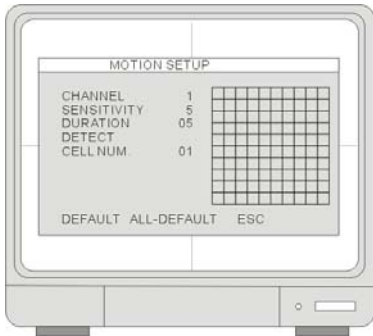 MOTION SETUP
CHANNEL 1
SENSITIVITY 5
DURATION 05
DETECT
CELL NUM. 01
DEFAULT ALL-DEFAULT ESC